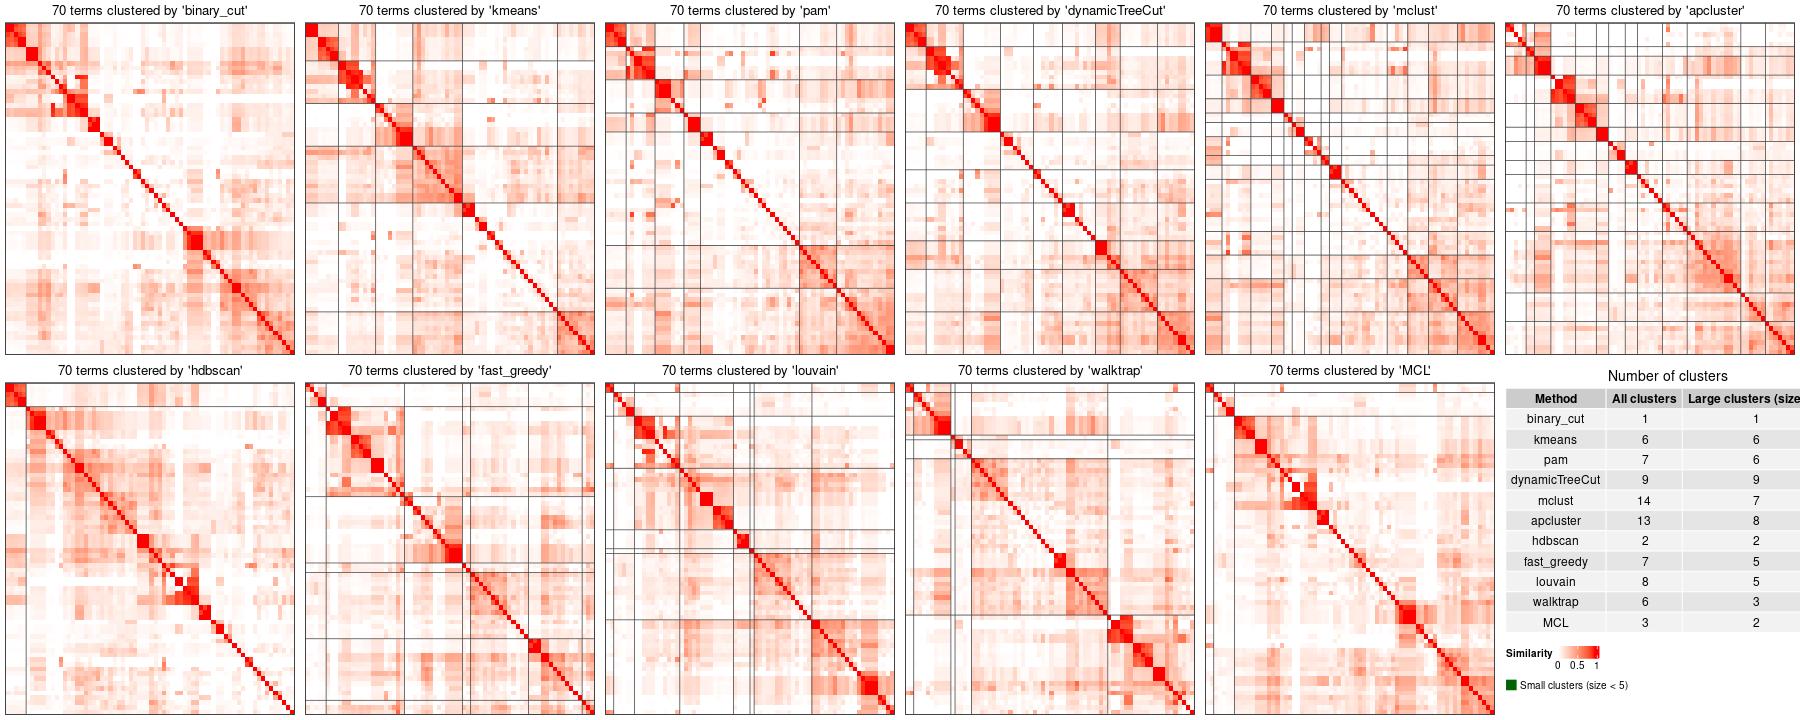 70 terms clustered by 'binary_cut'
70 terms clustered by 'kmeans'
70 terms clustered by 'pam'
70 terms clustered by 'dynamicTreeCut'
70 terms clustered by 'mclust'
70 terms clustered by 'apcluster'
70 terms clustered by 'hdbscan'
70 terms clustered by 'fast_greedy'
70 terms clustered by 'louvain'
70 terms clustered by 'walktrap'
70 terms clustered by 'MCL'
Number of clusters
Method All clusters Large clusters (size
binary_cut 1 1
kmeans 6 6
pam 7 6
dynamicTreeCut 9 9
mclust 14 7
apcluster 13 8
hdbscan 2 2
fast_greedy 7 5
louvain 8 5
walktrap 6 3
MCL 3 2
Similarity
0 0.5 1
Small clusters (size < 5)